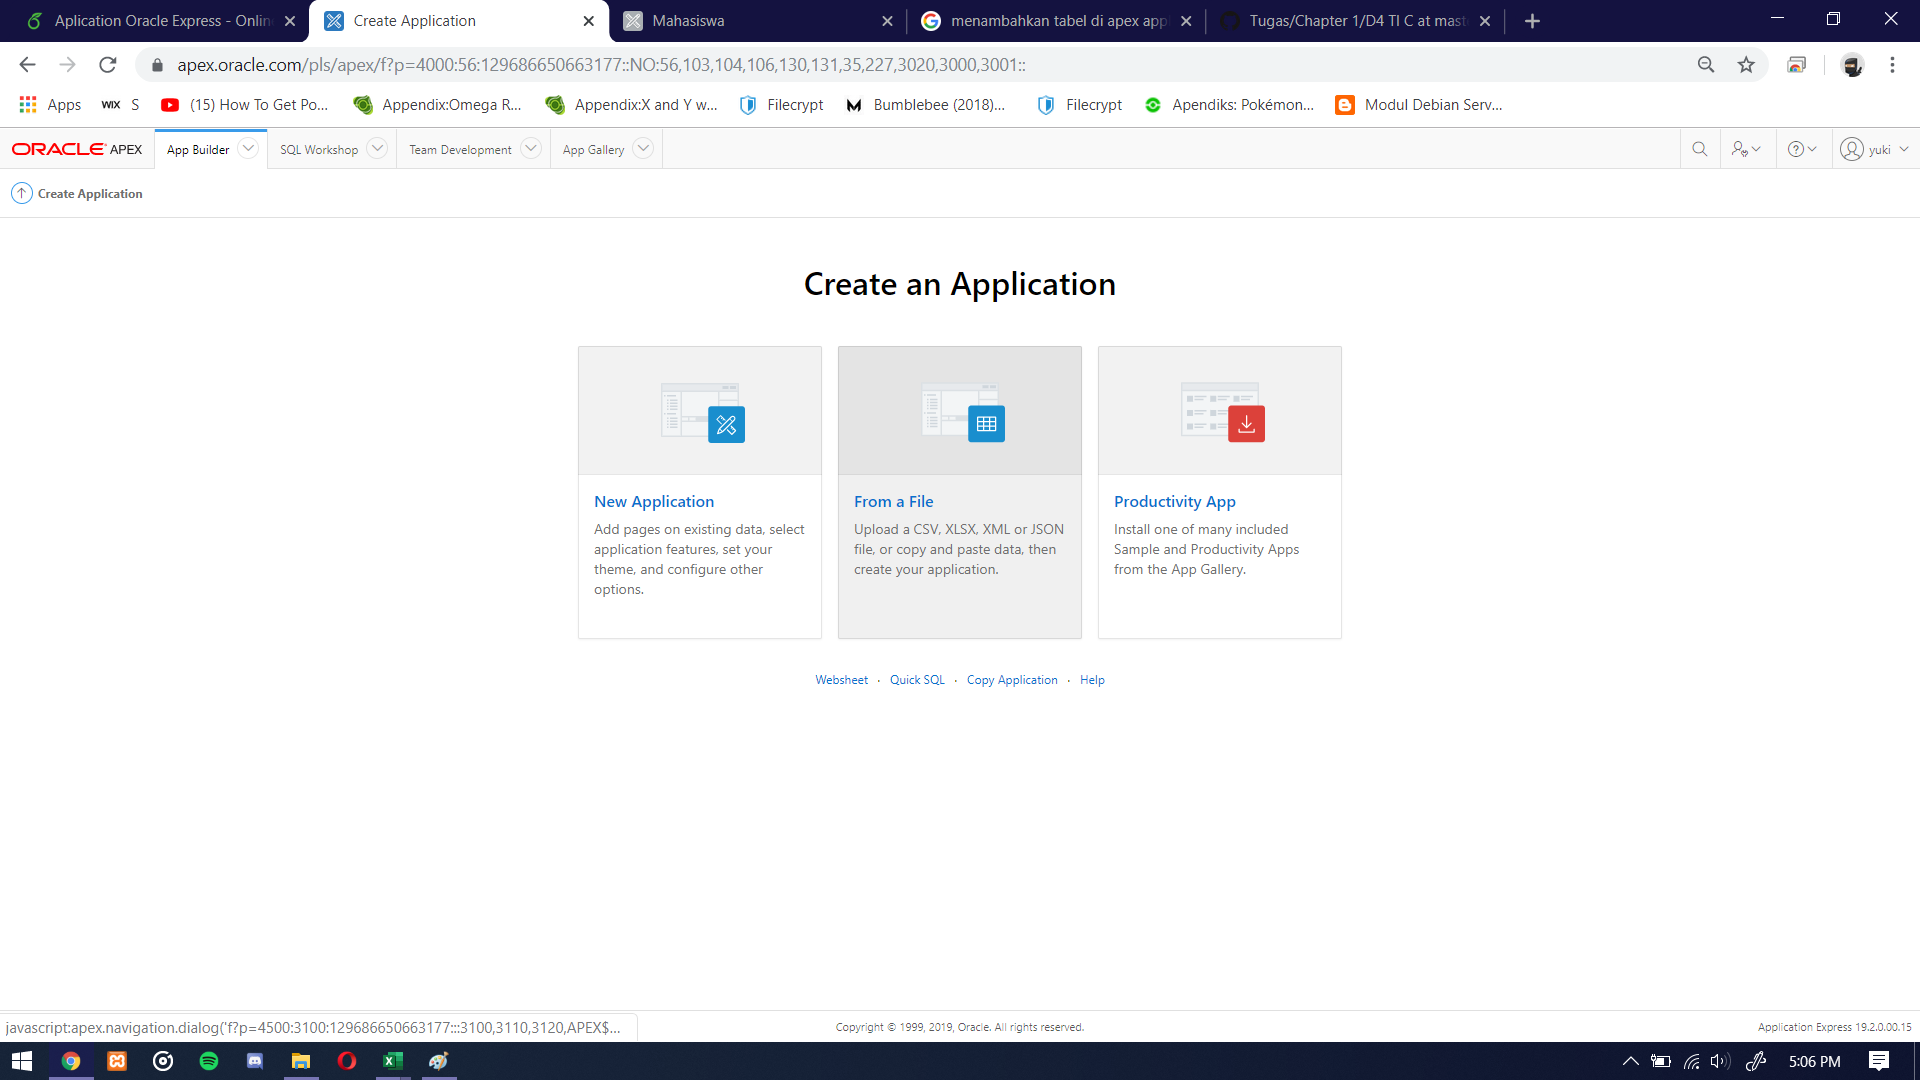 Aplication Oracle Express - Onlin
Create Application
Mahasiswa
menambahkan tabel di apex app
Tugas/Chapter 1/D4 TI C at mast
apex.oracle.com/pls/apex/f?p=4000:56:129686650663177::NO:56,103,104,106,130,131,35,227,3020,3000,3001::
Apps
WIX S
(15) How To Get Po...
Appendix:Omega R...
Appendix:X and Y w...
Filecrypt
Bumblebee (2018)...
Filecrypt
Apendiks: Pokémon...
Modul Debian Serv...
ORACLE APEX
App Builder
SQL Workshop
Team Development
App Gallery
yuki
Create Application
Create an Application
New Application
Add pages on existing data, select
application features, set your
theme, and configure other
options.
From a File
Upload a CSV, XLSX, XML or JSON
file, or copy and paste data, then
create your application.
Productivity App
Install one of many included
Sample and Productivity Apps
from the App Gallery.
Websheet · Quick SQL · Copy Application · Help
javascript:apex.navigation.dialog('f?p=4500:3100:129686650663177:::3100,3110,3120,APEX$...
Copyright © 1999, 2019, Oracle. All rights reserved.
Application Express 19.2.0.00.15
5:06 PM